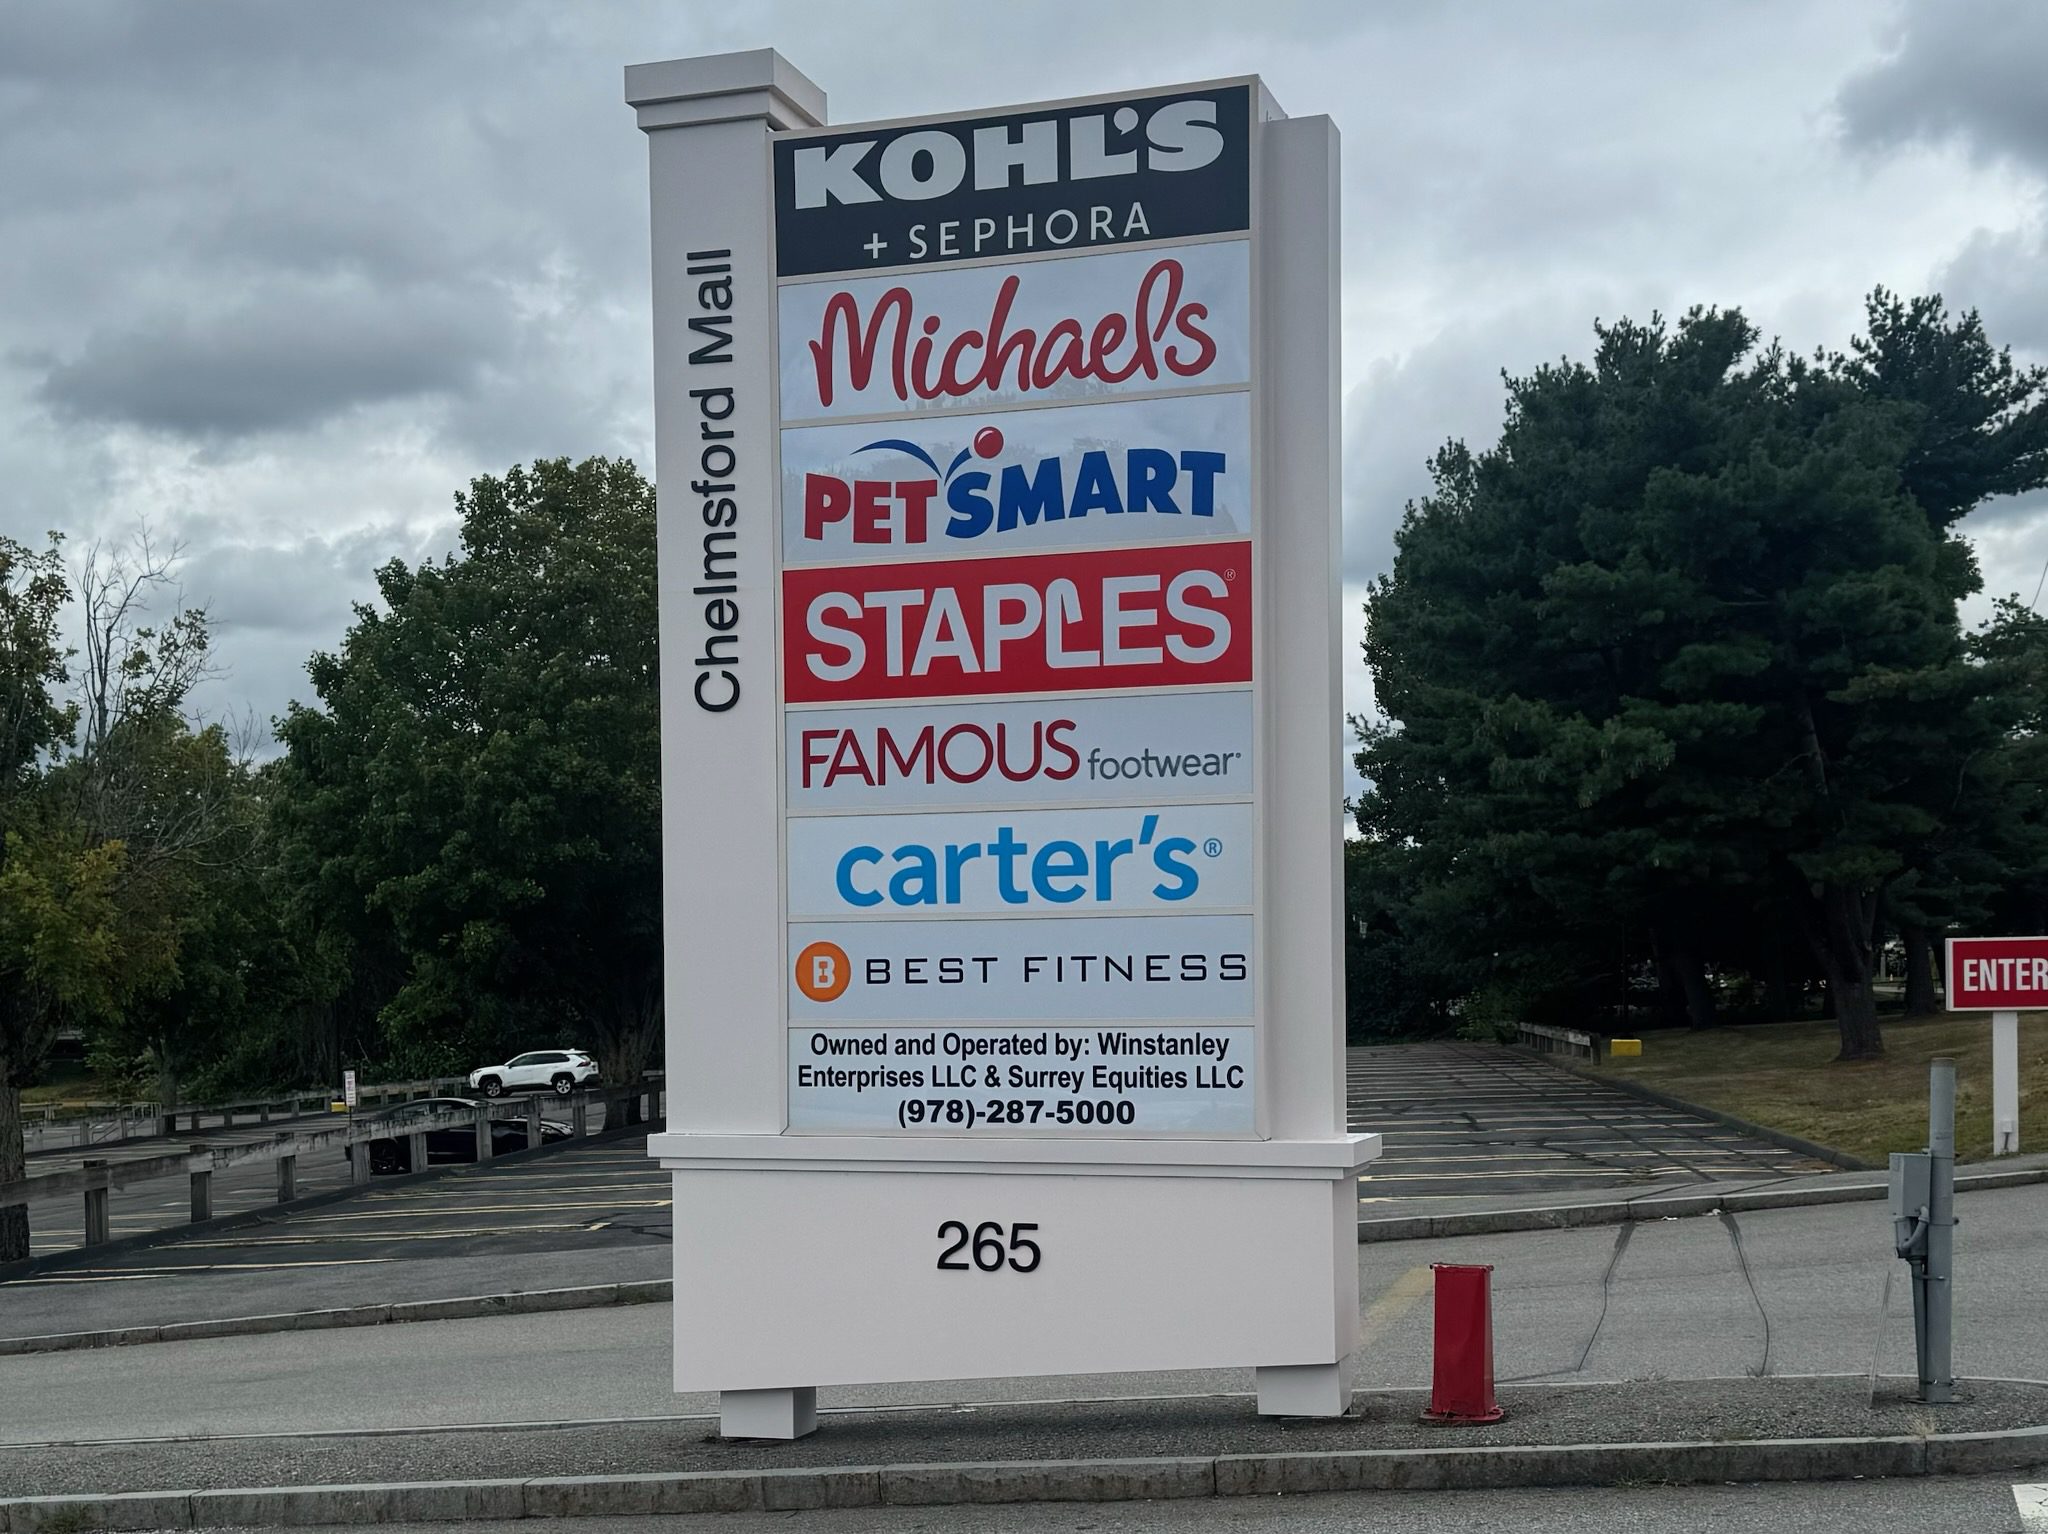 Chelmsford Mall
KOHL'S
+ SEPHORA
Michaels
PETSMART
STAPLES®
FAMOUS footwear
carter's®
B BEST FITNESS
Owned and Operated by: Winstanley
Enterprises LLC & Surrey Equities LLC
(978)-287-5000
265
ENTER